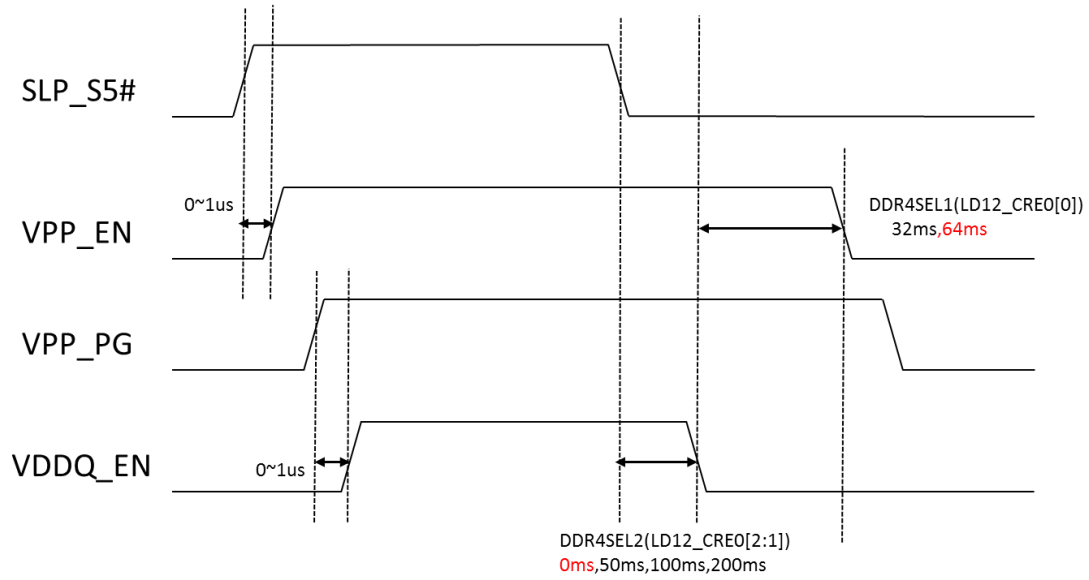 SLP_S5#
0~1us
VPP_EN
DDR4SEL1(LD12_CRE0[0])
32ms,64ms
VPP_PG
VDDQ_EN
0~1us
DDR4SEL2(LD12_CRE0[2:1])
0ms,50ms,100ms,200ms